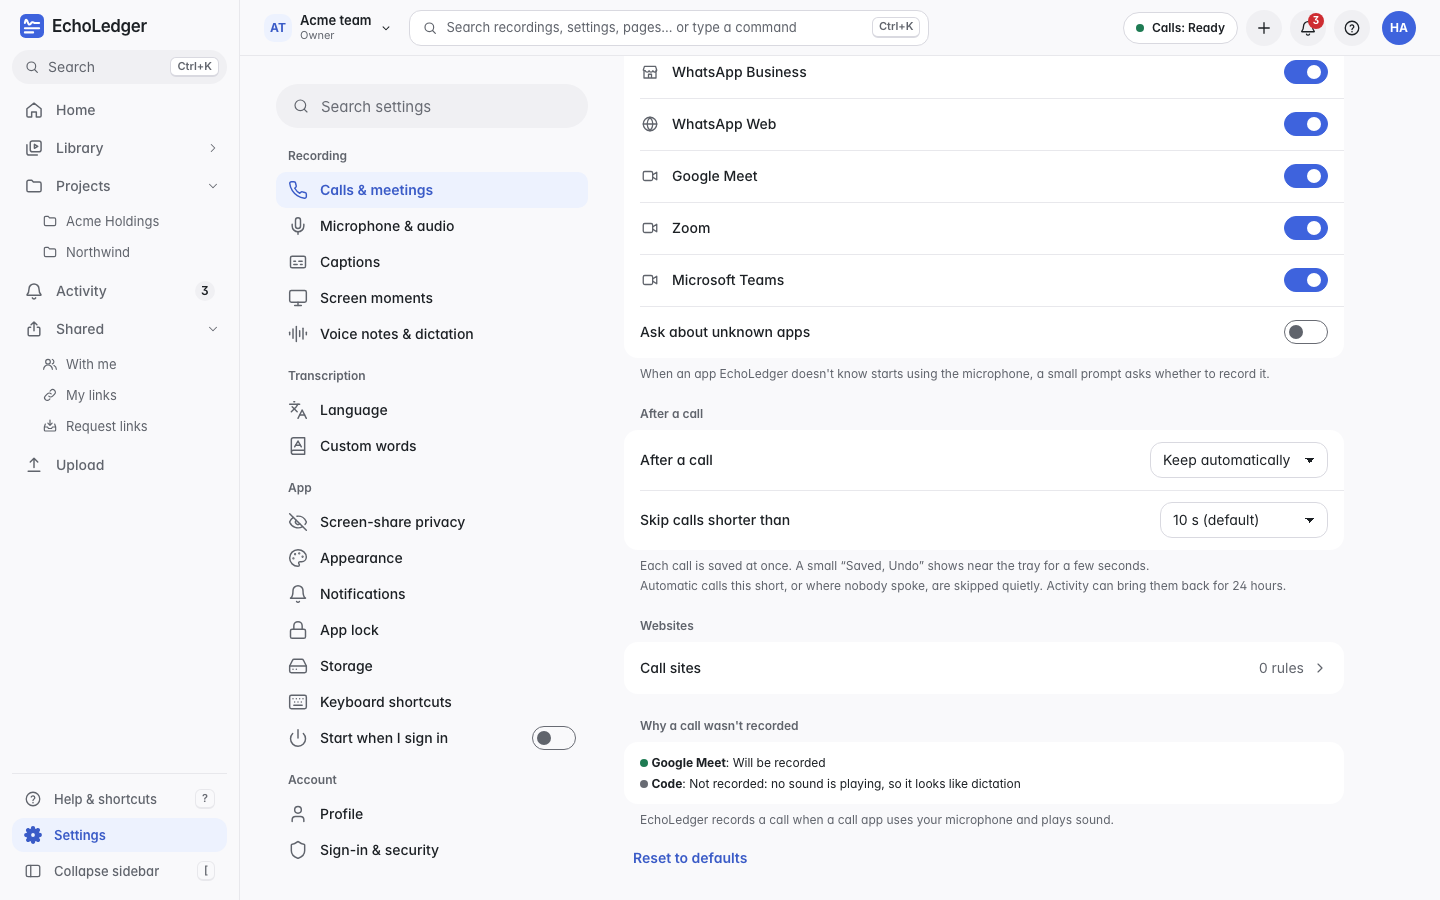 EchoLedger
Search Ctrl+K
Home
Library
Projects
Acme Holdings
Northwind
Activity 3
Shared
With me
My links
Request links
Upload
Help & shortcuts ?
Settings
Collapse sidebar [
AT Acme team
Owner
Search recordings, settings, pages... or type a command Ctrl+K
Calls: Ready
3
HA
Search settings
Recording
Calls & meetings
Microphone & audio
Captions
Screen moments
Voice notes & dictation
Transcription
Language
Custom words
App
Screen-share privacy
Appearance
Notifications
App lock
Storage
Keyboard shortcuts
Start when I sign in
Account
Profile
Sign-in & security
WhatsApp Business
WhatsApp Web
Google Meet
Zoom
Microsoft Teams
Ask about unknown apps
When an app EchoLedger doesn't know starts using the microphone, a small prompt asks whether to record it.
After a call
After a call Keep automatically
Skip calls shorter than 10 s (default)
Each call is saved at once. A small “Saved, Undo” shows near the tray for a few seconds.
Automatic calls this short, or where nobody spoke, are skipped quietly. Activity can bring them back for 24 hours.
Websites
Call sites 0 rules
Why a call wasn't recorded
Google Meet: Will be recorded
Code: Not recorded: no sound is playing, so it looks like dictation
EchoLedger records a call when a call app uses your microphone and plays sound.
Reset to defaults